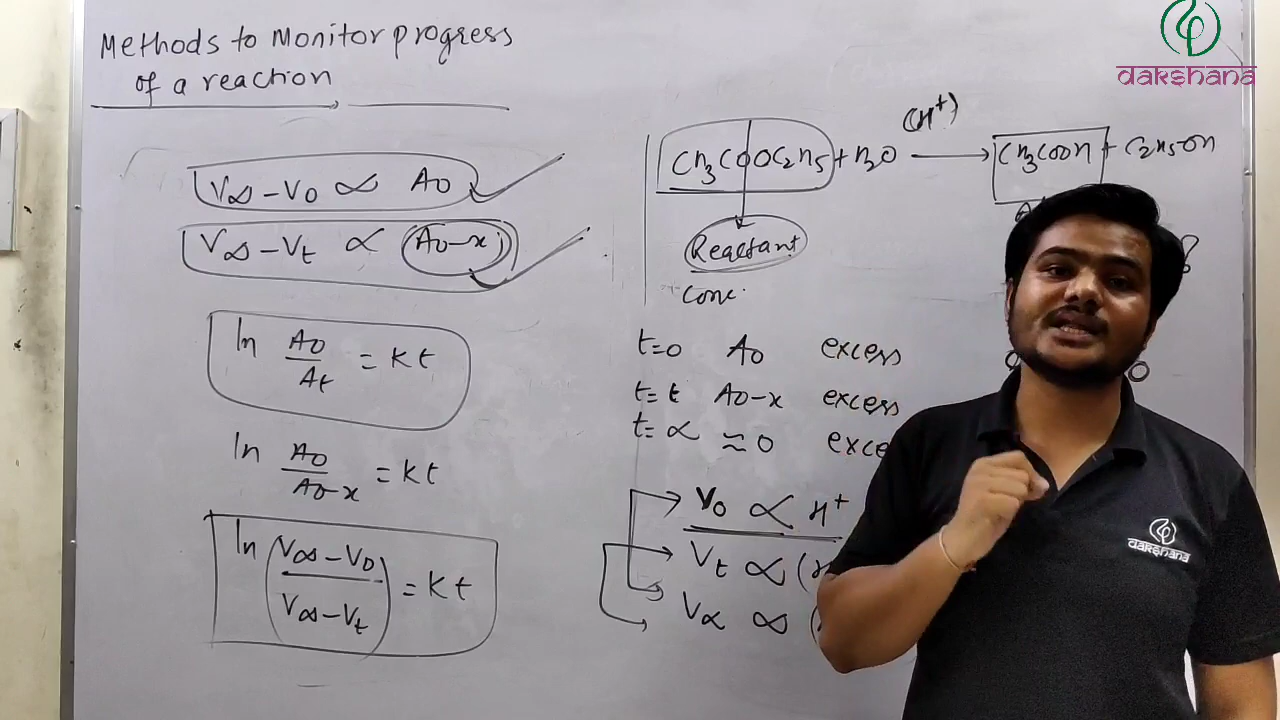 Methods to Monitor progress
of a reaction
V∞ - V0 ∝ A0
V∞ - Vt ∝ A0-x
ln A0/At = Kt
ln A0/A0-x = Kt
ln (V∞-V0/V∞-Vt) = Kt
(H+)
CH3COOC2H5 + H2O → CH3COOH + C2H5OH
Reactant
conc.
t=0 A0 excess
t=t A0-x excess
t=∝ ≈0 exce
V0 ∝ H+
Vt ∝ (
V∝ ∝ (
dakshana
dakshana